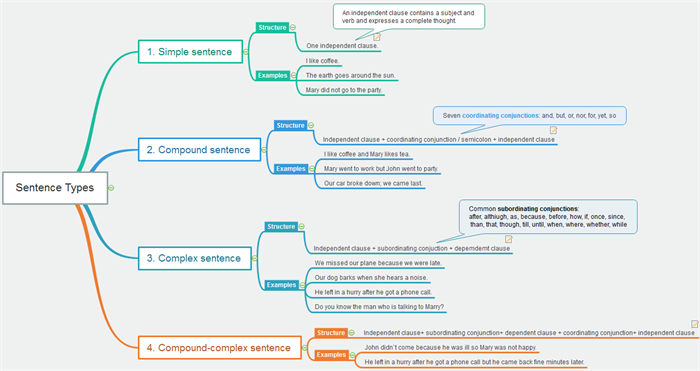 An independent clause contains a subject and
verb and expresses a complete thought.
Structure
One independent clause.
1. Simple sentence
I like coffee.
Examples
The earth goes around the sun.
Mary did not go to the party.
Seven coordinating conjunctions: and, but, or, nor, for, yet, so
Structure
Independent clause + coordinating conjunction / semicolon + independent clause
2. Compound sentence
I like coffee and Mary likes tea.
Examples
Mary went to work but John went to party.
Our car broke down; we came last.
Sentence Types
Common subordinating conjunctions:
after, althiugh, as, because, before, how, if, once, since,
than, that, though, till, until, when, where, whether, while
Structure
Independent clause + subordinating conjuction + deperndemt clause
3. Complex sentence
We missed our plane because we were late.
Our dog barks when she hears a noise.
Examples
He left in a hurry after he got a phone call.
Do you know the man who is talking to Mary?
Structure
Independent clause+ subordinating conjunction+ dependent clause + coordinating conjunction+ independent clause
4. Compound-complex sentence
John didn't come because he was ill so Mary was not happy.
Examples
He left in a hurry after he got a phone call but he came back fine minutes later.